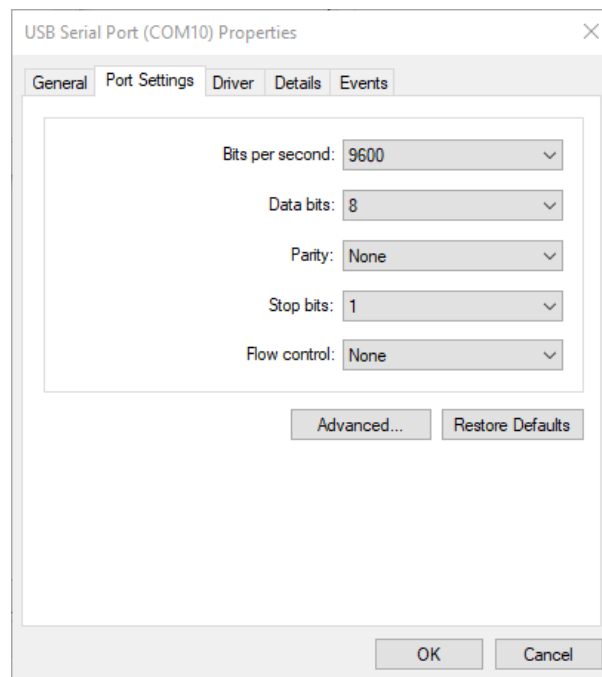 USB Serial Port (COM10) Properties
General Port Settings Driver Details Events
Bits per second: 9600
Data bits: 8
Parity: None
Stop bits: 1
Flow control: None
Advanced... Restore Defaults
OK Cancel